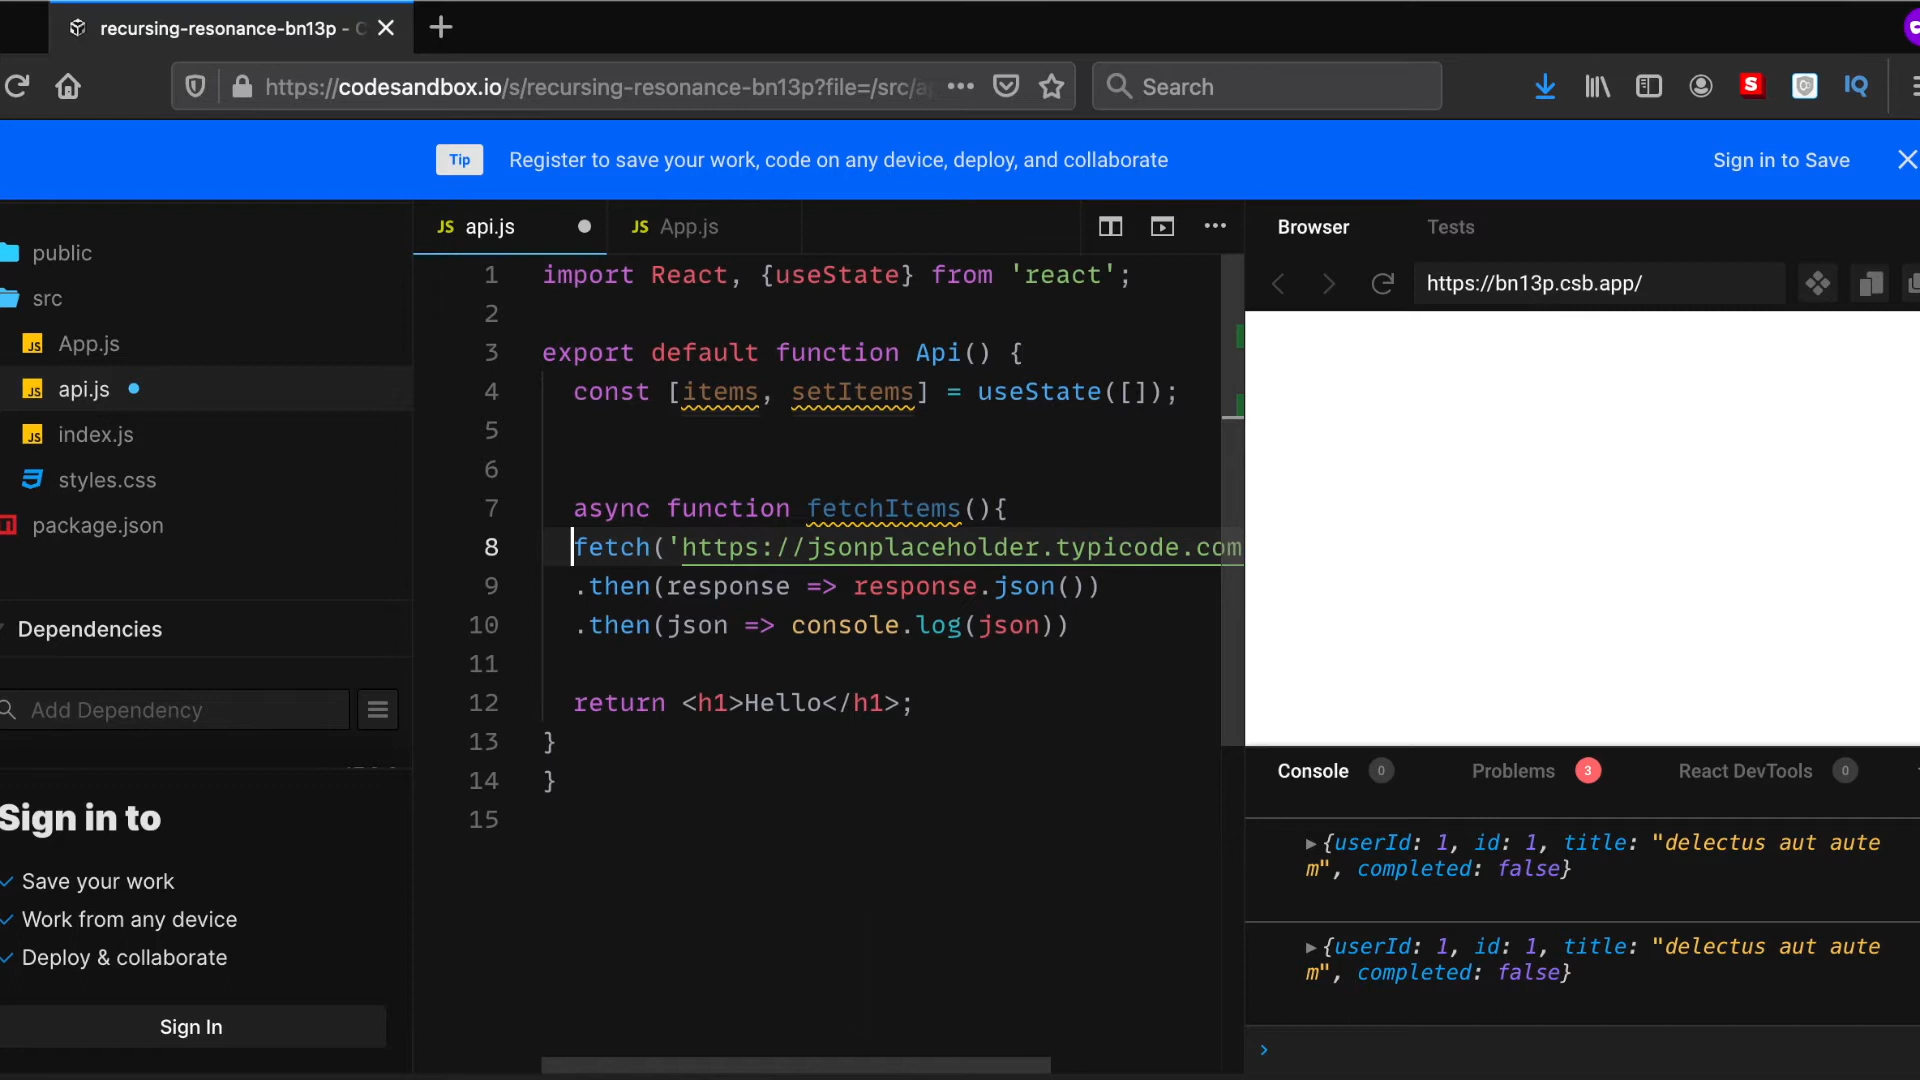 recursing-resonance-bn13p - C
https://codesandbox.io/s/recursing-resonance-bn13p?file=/src/a
Search
S
IQ
Tip
Register to save your work, code on any device, deploy, and collaborate
Sign in to Save
public
src
JS App.js
JS api.js
JS index.js
styles.css
package.json
Dependencies
Add Dependency
Sign in to
Save your work
Work from any device
Deploy & collaborate
Sign In
JS api.js
JS App.js
1 import React, {useState} from 'react';
2
3 export default function Api() {
4 const [items, setItems] = useState([]);
5
6
7 async function fetchItems(){
8 fetch('https://jsonplaceholder.typicode.com
9 .then(response => response.json())
10 .then(json => console.log(json))
11
12 return <h1>Hello</h1>;
13 }
14 }
15
Browser
Tests
https://bn13p.csb.app/
Console 0
Problems 3
React DevTools 0
{userId: 1, id: 1, title: "delectus aut aute
m", completed: false}
{userId: 1, id: 1, title: "delectus aut aute
m", completed: false}